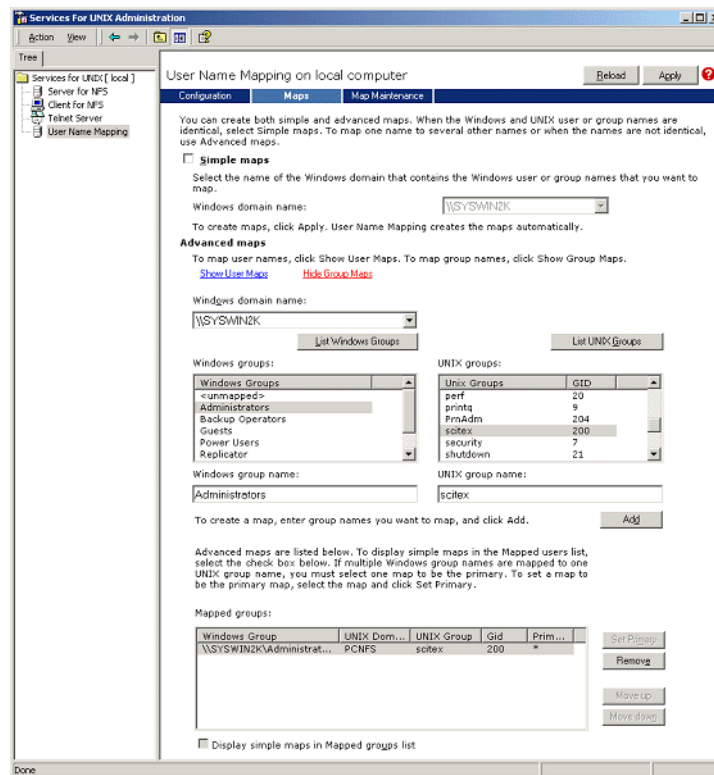 Services For UNIX Administration
Action View
Tree
Services for UNIX [ local ]
Server for NFS
Client for NFS
Telnet Server
User Name Mapping
User Name Mapping on local computer
Reload Apply
Configuration Maps Map Maintenance
You can create both simple and advanced maps. When the Windows and UNIX user or group names are
identical, select Simple maps. To map one name to several other names or when the names are not identical,
use Advanced maps.
Simple maps
Select the name of the Windows domain that contains the Windows user or group names that you want to
map.
Windows domain name: \\SYSWIN2K
To create maps, click Apply. User Name Mapping creates the maps automatically.
Advanced maps
To map user names, click Show User Maps. To map group names, click Show Group Maps.
Show User Maps Hide Group Maps
Windows domain name:
\\SYSWIN2K
List Windows Groups List UNIX Groups
Windows groups: UNIX groups:
Windows Groups Unix Groups GID
<unmapped> perf 20
Administrators printq 9
Backup Operators PrnAdm 204
Guests scitex 200
Power Users security 7
Replicator shutdown 21
Windows group name: UNIX group name:
Administrators scitex
To create a map, enter group names you want to map, and click Add. Add
Advanced maps are listed below. To display simple maps in the Mapped users list,
select the check box below. If multiple Windows group names are mapped to one
UNIX group name, you must select one map to be the primary. To set a map to
be the primary map, select the map and click Set Primary.
Mapped groups:
Windows Group UNIX Dom... UNIX Group Gid Prim...
\\SYSWIN2K\Administrat... PCNFS scitex 200 *
Set Primary
Remove
Move up
Move down
Display simple maps in Mapped groups list
Done